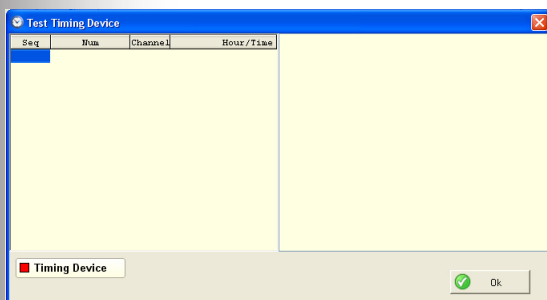 Test Timing Device
Seq Num Channel Hour/Time
Timing Device
Ok